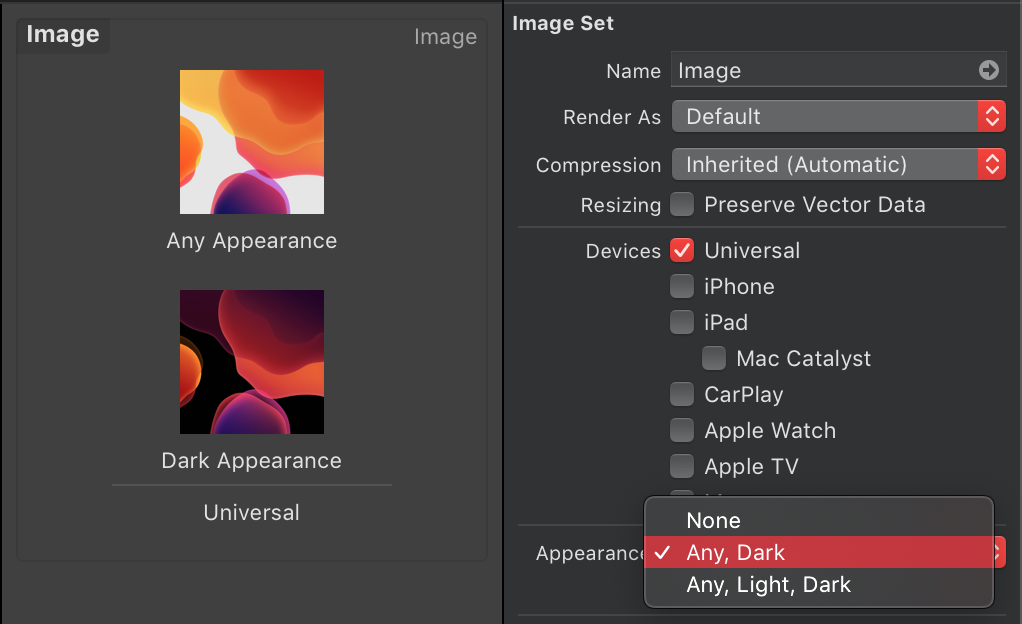 Image
Image
Any Appearance
Dark Appearance
Universal
Image Set
Name Image
Render As Default
Compression Inherited (Automatic)
Resizing Preserve Vector Data
Devices Universal
iPhone
iPad
Mac Catalyst
CarPlay
Apple Watch
Apple TV
None
Appearance Any, Dark
Any, Light, Dark